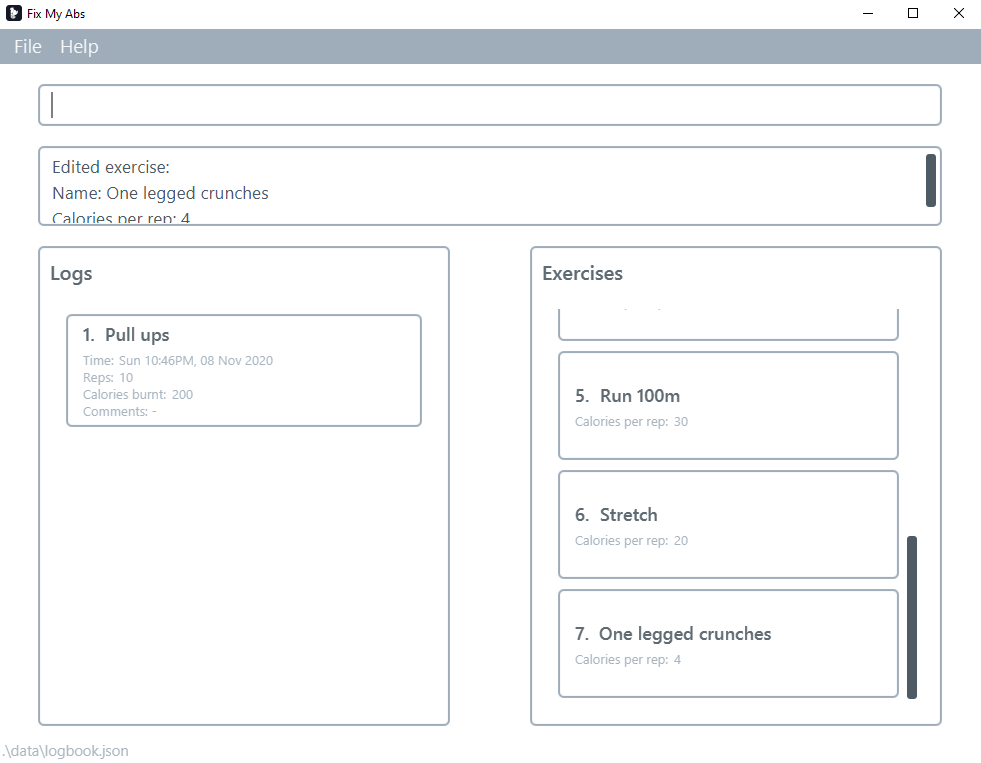 Fix My Abs
File Help
Edited exercise:
Name: One legged crunches
Calories per rep: 4
Logs
1. Pull ups
Time: Sun 10:46PM, 08 Nov 2020
Reps: 10
Calories burnt: 200
Comments: -
Exercises
5. Run 100m
Calories per rep: 30
6. Stretch
Calories per rep: 20
7. One legged crunches
Calories per rep: 4
.\data\logbook.json